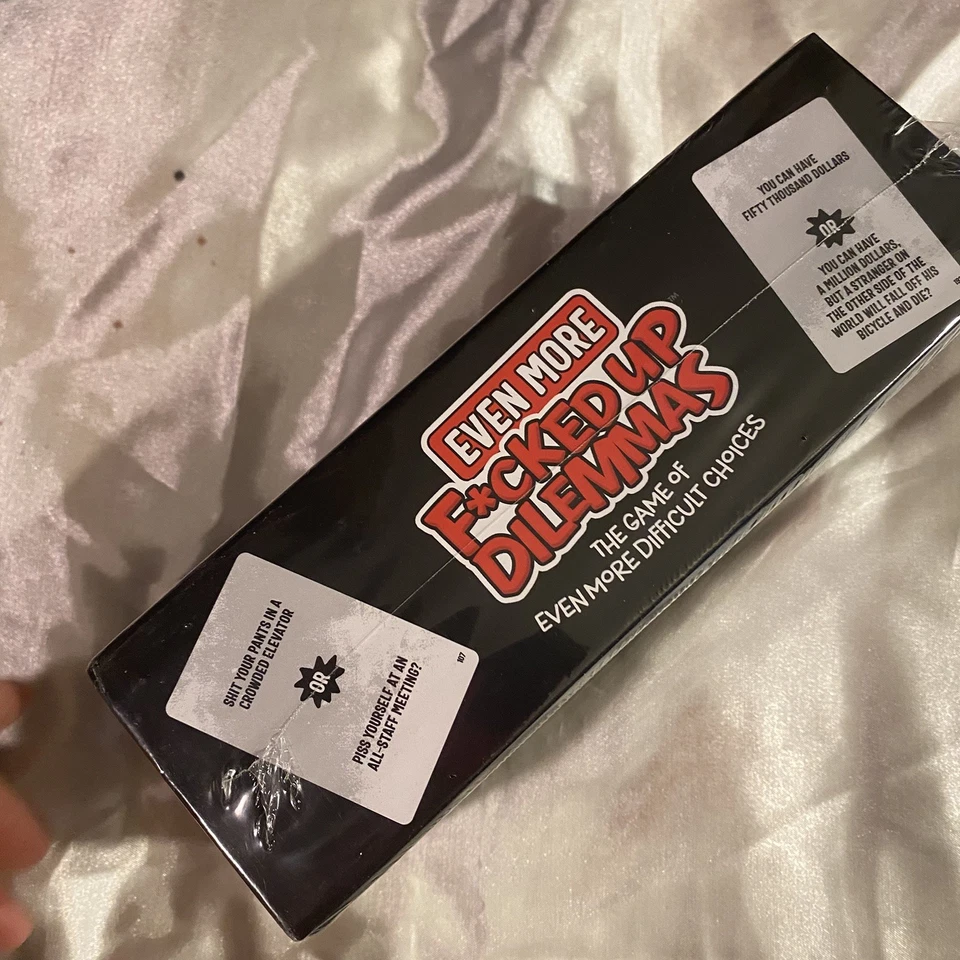 YOU CAN HAVE
FIFTY THOUSAND DOLLARS
OR
YOU CAN HAVE
A MILLION DOLLARS,
BUT A STRANGER ON
THE OTHER SIDE OF THE
WORLD WILL FALL OFF HIS
BICYCLE AND DIE?
EVEN MORE
F*CKED UP
DILEMMAS
TM
THE GAME OF
EVEN MORE DIFFICULT CHOICES
SHIT YOUR PANTS IN A
CROWDED ELEVATOR
OR
PISS YOURSELF AT AN
ALL-STAFF MEETING?
107